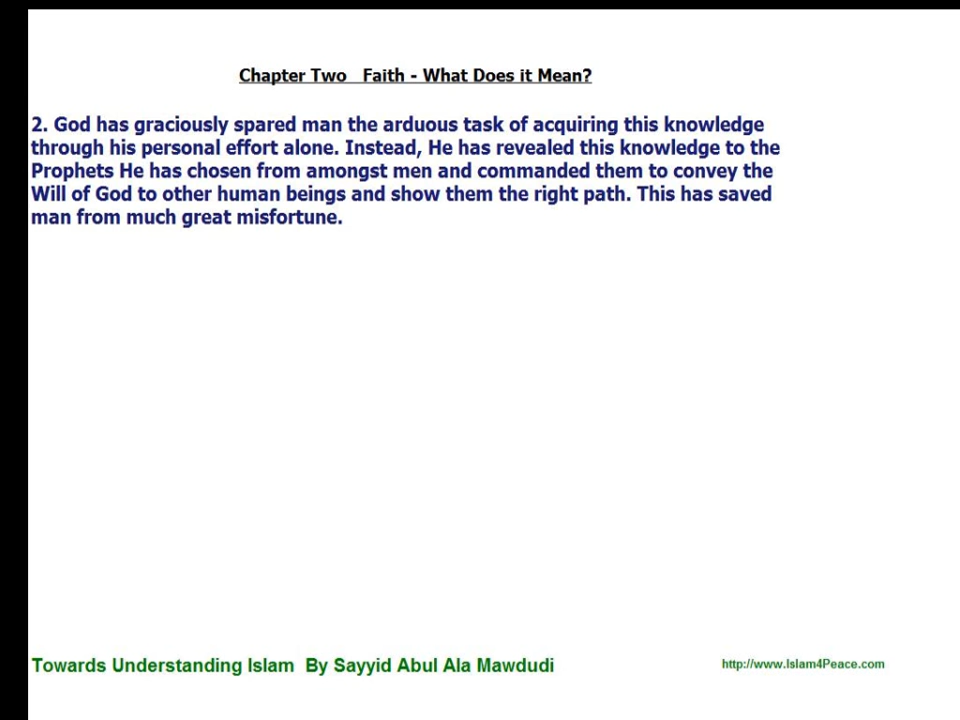 Chapter Two   Faith - What Does it Mean?
2. God has graciously spared man the arduous task of acquiring this knowledge
through his personal effort alone. Instead, He has revealed this knowledge to the
Prophets He has chosen from amongst men and commanded them to convey the
Will of God to other human beings and show them the right path. This has saved
man from much great misfortune.
Towards Understanding Islam  By Sayyid Abul Ala Mawdudi
http://www.Islam4Peace.com